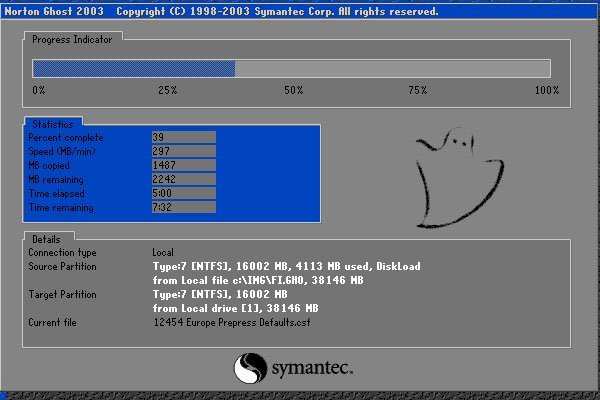 Norton Ghost 2003 Copyright (C) 1998-2003 Symantec Corp. All rights reserved.
Progress Indicator
0% 25% 50% 75% 100%
Statistics
Percent complete 39
Speed (MB/min) 297
MB copied 1487
MB remaining 2242
Time elapsed 5:00
Time remaining 7:32
Details
Connection type Local
Source Partition Type:7 [NTFS], 16002 MB, 4113 MB used, DiskLoad
from Local file c:\IMG\FI.GHO, 38146 MB
Target Partition Type:7 [NTFS], 16002 MB
from Local drive [1], 38146 MB
Current file 12454 Europe Prepress Defaults.csf
symantec™